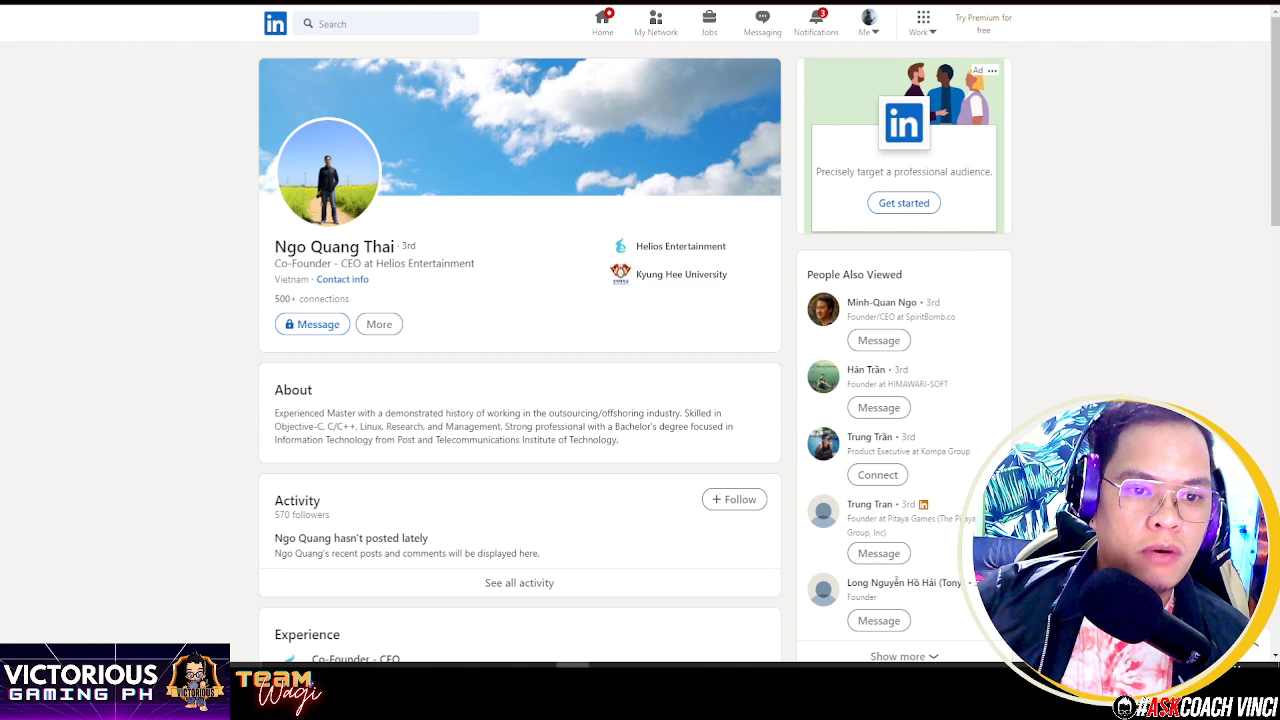 in
Search
Home
My Network
Jobs
Messaging
3
Notifications
Me
Work
Try Premium for
free
Ngo Quang Thai · 3rd
Co-Founder - CEO at Helios Entertainment
Vietnam · Contact info
500+ connections
Message
More
Helios Entertainment
Kyung Hee University
About
Experienced Master with a demonstrated history of working in the outsourcing/offshoring industry. Skilled in
Objective-C, C/C++, Linux, Research, and Management. Strong professional with a Bachelor's degree focused in
Information Technology from Post and Telecommunications Institute of Technology.
Activity
570 followers
+ Follow
Ngo Quang hasn't posted lately
Ngo Quang's recent posts and comments will be displayed here.
See all activity
Experience
Co-Founder - CEO
Ad
in
Precisely target a professional audience.
Get started
People Also Viewed
Minh-Quan Ngo • 3rd
Founder/CEO at SpiritBomb.co
Message
Hán Trần • 3rd
Founder at HIMAWARI-SOFT
Message
Trung Trần • 3rd
Product Executive at Kompa Group
Connect
Trung Tran • 3rd in
Founder at Pitaya Games (The Pitaya
Group, Inc)
Message
Long Nguyễn Hồ Hải (Tony) •
Founder
Message
Show more
VICTORIOUS
GAMING PH
VICTORIOUS
TEAM
Wagi
#ASKCOACH VINCI